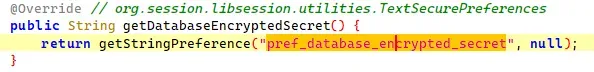 @Override // org.session.libsession.utilities.TextSecurePreferences
public String getDatabaseEncryptedSecret() {
return getStringPreference("pref_database_encrypted_secret", null);
}